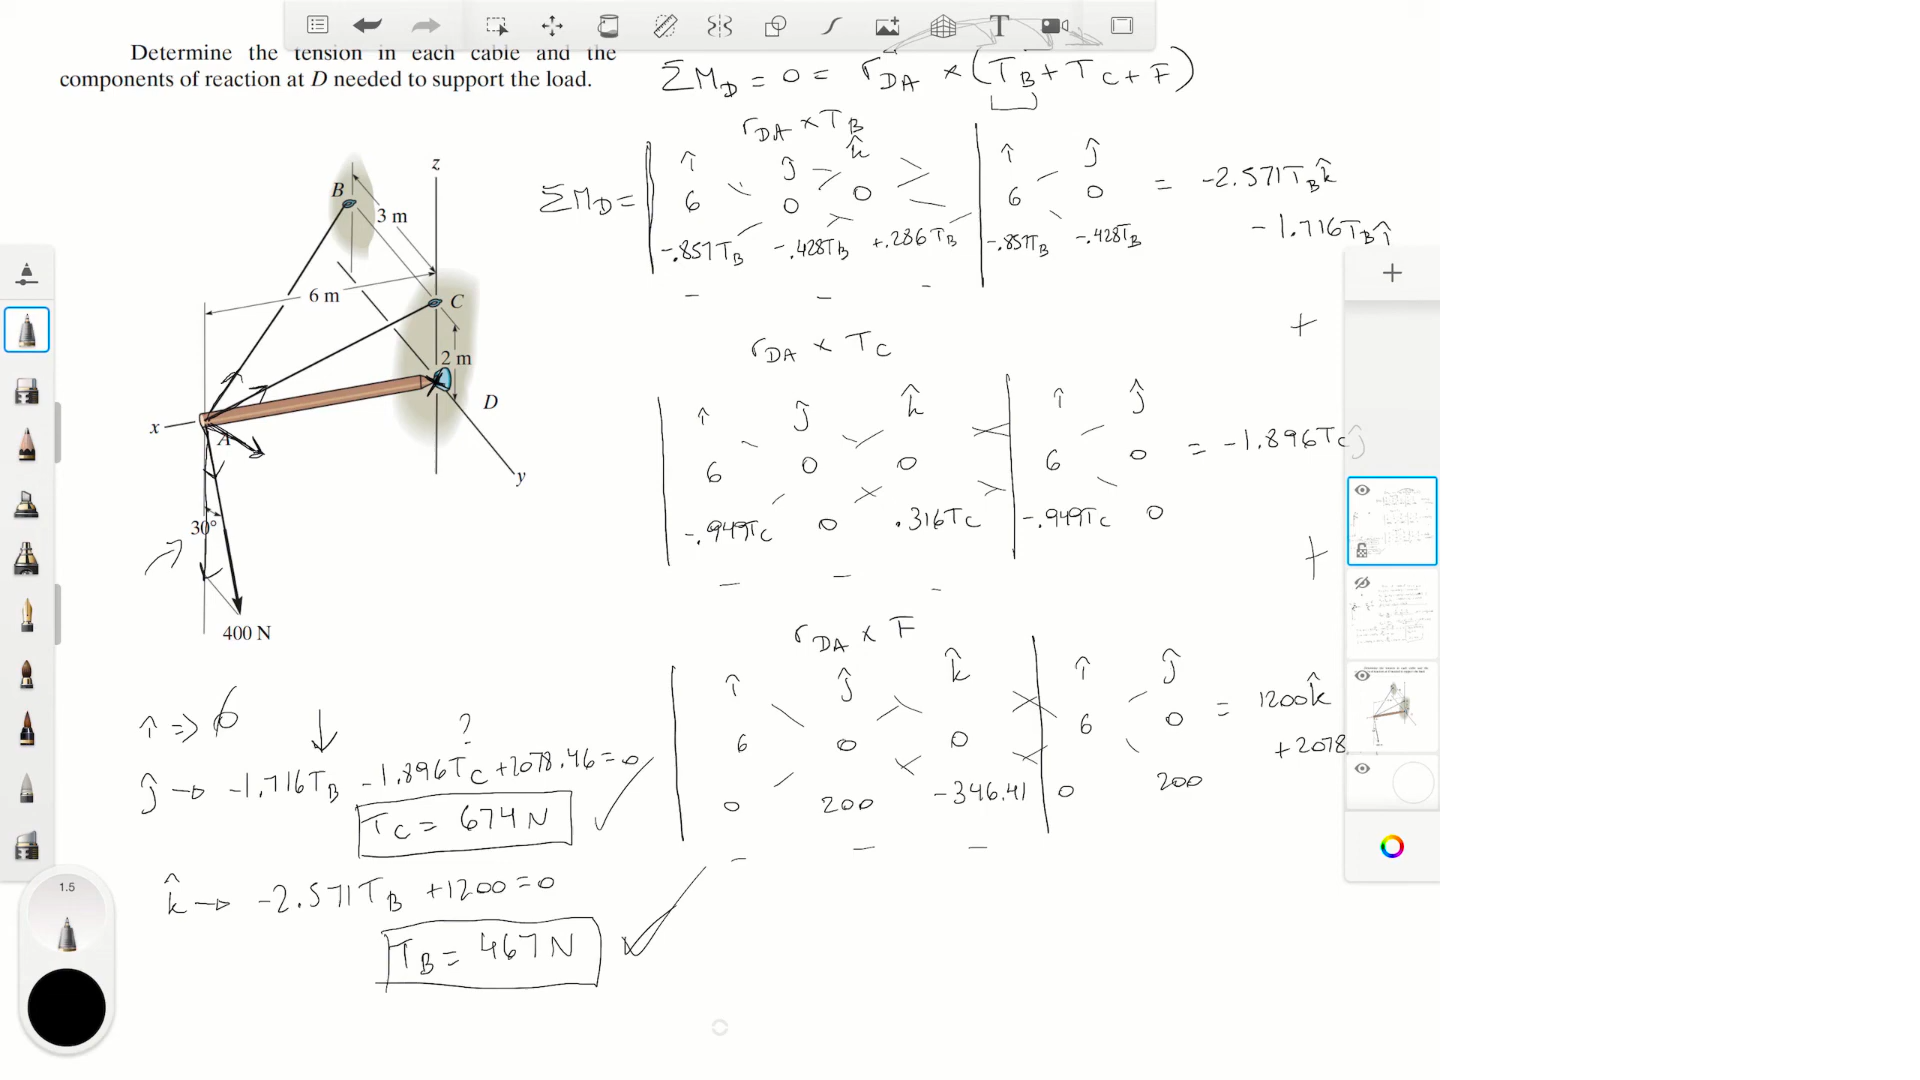 Determine the tension in each cable and the
components of reaction at D needed to support the load.
z
B
3 m
6 m
C
2 m
D
x
A
y
30°
400 N
î => 6
?
ĵ → -1.716T_B - 1.896T_C + 2078.46 = 0
T_C = 674 N
k̂ → -2.571T_B + 1200 = 0
T_B = 467 N
ΣM_D = 0 = r_DA × (T_B + T_C + F)
r_DA × T_B
î ĵ k̂ î ĵ
ΣM_D = 6 0 0 6 0 = -2.571T_B k̂
-.857T_B -.428T_B +.286T_B -.857T_B -.428T_B
-1.716T_B ĵ
+
r_DA × T_C
î ĵ k̂ î ĵ
6 0 0 6 0 = -1.896T_C ĵ
-.949T_C 0 .316T_C -.949T_C 0
+
r_DA × F
î ĵ k̂ î ĵ
6 0 0 6 0 = 1200k̂
+2078
0 200 -346.41 0 200
1.5
T